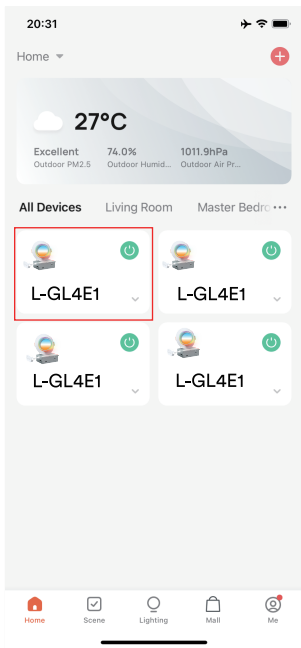 20:31
Home
27°C
Excellent 74.0% 1011.9hPa
Outdoor PM2.5 Outdoor Humid... Outdoor Air Pr...
All Devices Living Room Master Bedro ...
L-GL4E1 L-GL4E1
L-GL4E1 L-GL4E1
Home Scene Lighting Mall Me